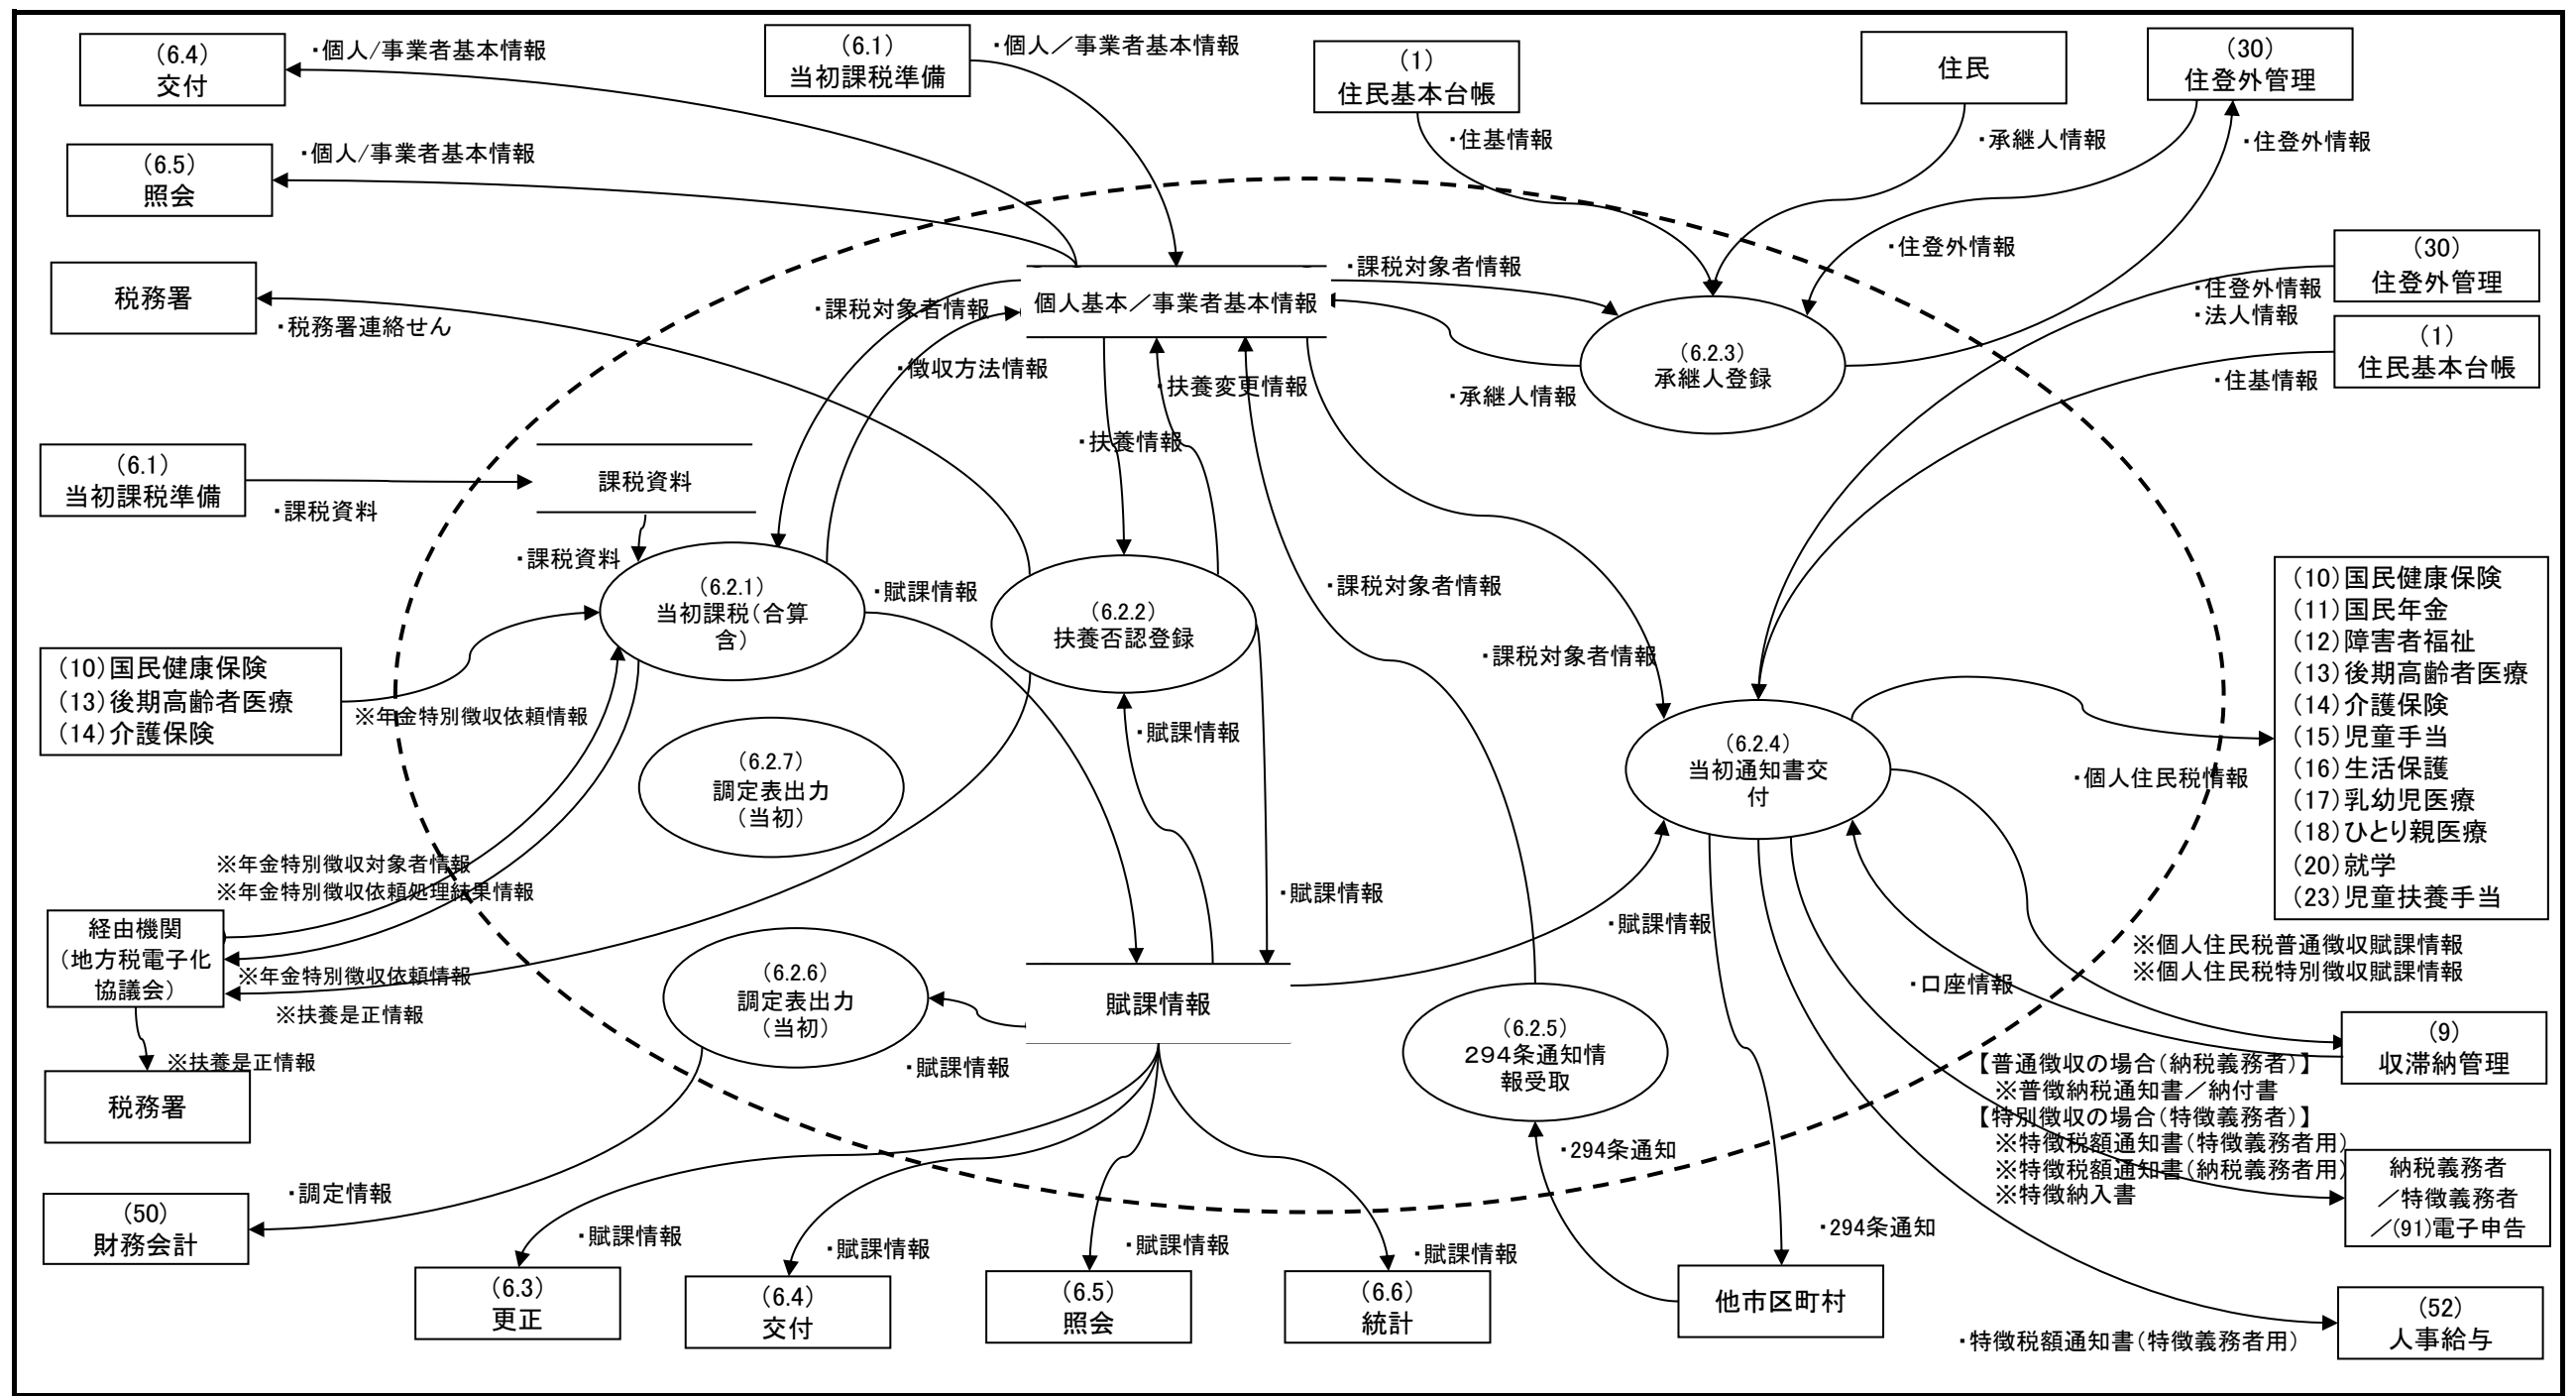 (6.4)
交付
・個人/事業者基本情報
(6.1)
当初課税準備
・個人／事業者基本情報
(1)
住民基本台帳
・住基情報
住民
・承継人情報
(30)
住登外管理
・住登外情報
(6.5)
照会
・個人/事業者基本情報
・住登外情報
(30)
住登外管理
・住登外情報
・法人情報
税務署
・税務署連絡せん
・課税対象者情報
個人基本／事業者基本情報
・課税対象者情報
・徴収方法情報
・扶養変更情報
・承継人情報
(6.2.3)
承継人登録
(1)
住民基本台帳
・住基情報
・扶養情報
(6.1)
当初課税準備
・課税資料
課税資料
・課税資料
(6.2.1)
当初課税(合算
含)
・賦課情報
(6.2.2)
扶養否認登録
・課税対象者情報
・課税対象者情報
(10)国民健康保険
(13)後期高齢者医療
(14)介護保険
※年金特別徴収依頼情報
(6.2.7)
調定表出力
(当初)
・賦課情報
(6.2.4)
当初通知書交
付
・個人住民税情報
(10)国民健康保険
(11)国民年金
(12)障害者福祉
(13)後期高齢者医療
(14)介護保険
(15)児童手当
(16)生活保護
(17)乳幼児医療
(18)ひとり親医療
(20)就学
(23)児童扶養手当
※年金特別徴収対象者情報
※年金特別徴収依頼処理結果情報
・賦課情報
・賦課情報
経由機関
(地方税電子化
協議会)
※年金特別徴収依頼情報
※扶養是正情報
※扶養是正情報
税務署
(6.2.6)
調定表出力
(当初)
・賦課情報
賦課情報
(6.2.5)
２９４条通知情
報受取
・口座情報
※個人住民税普通徴収賦課情報
※個人住民税特別徴収賦課情報
(9)
収滞納管理
【普通徴収の場合(納税義務者)】
※普徴納税通知書／納付書
【特別徴収の場合(特徴義務者)】
※特徴税額通知書(特徴義務者用)
※特徴税額通知書(納税義務者用)
※特徴納入書
納税義務者
／特徴義務者
／(91)電子申告
・294条通知
・294条通知
・調定情報
(50)
財務会計
・賦課情報
・賦課情報
・賦課情報
・賦課情報
(6.3)
更正
(6.4)
交付
(6.5)
照会
(6.6)
統計
他市区町村
・特徴税額通知書(特徴義務者用)
(52)
人事給与